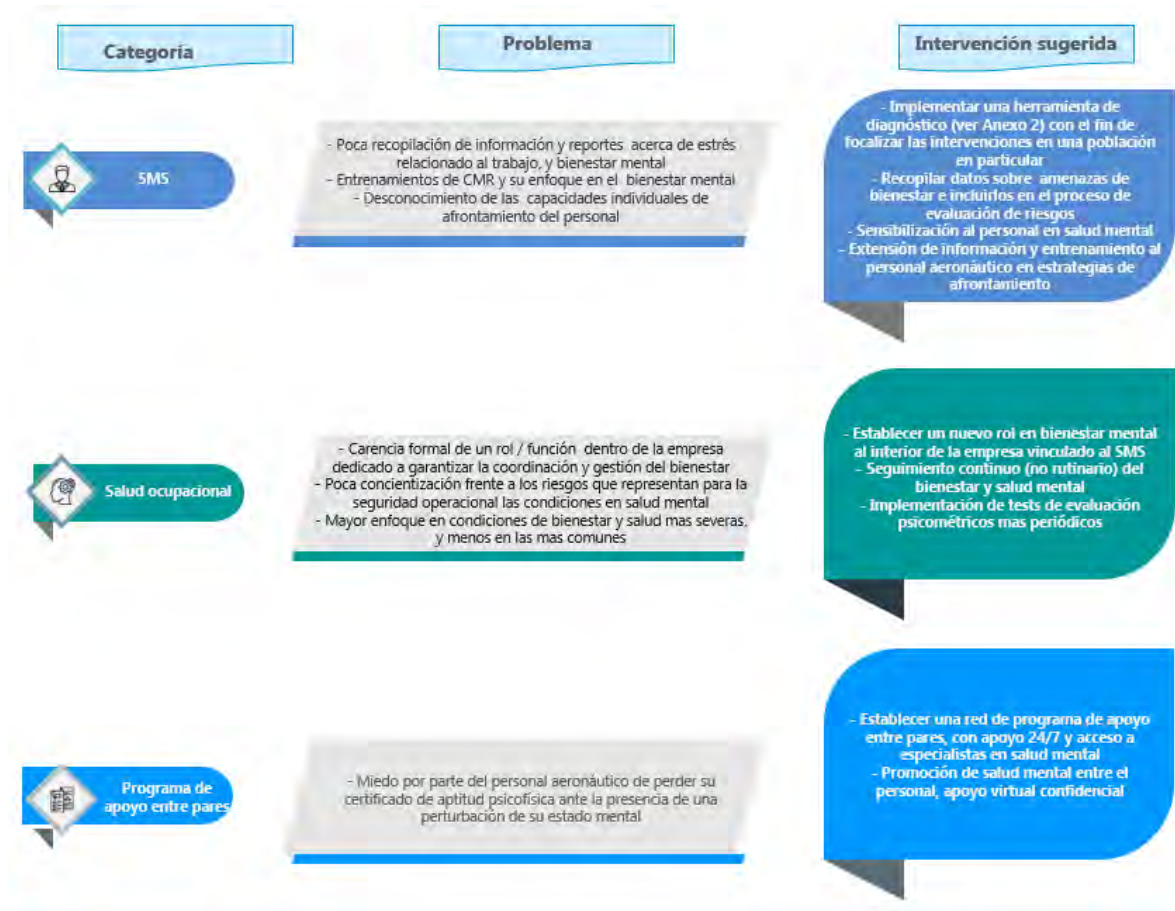 Categoría
Problema
Intervención sugerida
SMS
- Poca recopilación de información y reportes acerca de estrés
relacionado al trabajo, y bienestar mental
- Entrenamientos de CMR y su enfoque en el bienestar mental
- Desconocimiento de las capacidades individuales de
afrontamiento del personal
- Implementar una herramienta de
diagnóstico (ver Anexo 2) con el fin de
focalizar las intervenciones en una población
en particular
- Recopilar datos sobre amenazas de
bienestar e incluirlos en el proceso de
evaluación de riesgos
- Sensibilización al personal en salud mental
- Extensión de información y entrenamiento al
personal aeronáutico en estrategias de
afrontamiento
Salud ocupacional
- Carencia formal de un rol / función dentro de la empresa
dedicado a garantizar la coordinación y gestión del bienestar
- Poca concientización frente a los riesgos que representan para la
seguridad operacional las condiciones en salud mental
- Mayor enfoque en condiciones de bienestar y salud mas severas,
y menos en las mas comunes
- Establecer un nuevo rol en bienestar mental
al interior de la empresa vinculado al SMS
- Seguimiento continuo (no rutinario) del
bienestar y salud mental
- Implementación de tests de evaluación
psicométricos mas periódicos
Programa de
apoyo entre pares
- Miedo por parte del personal aeronáutico de perder su
certificado de aptitud psicofísica ante la presencia de una
perturbación de su estado mental
- Establecer una red de programa de apoyo
entre pares, con apoyo 24/7 y acceso a
especialistas en salud mental
- Promoción de salud mental entre el
personal, apoyo virtual confidencial